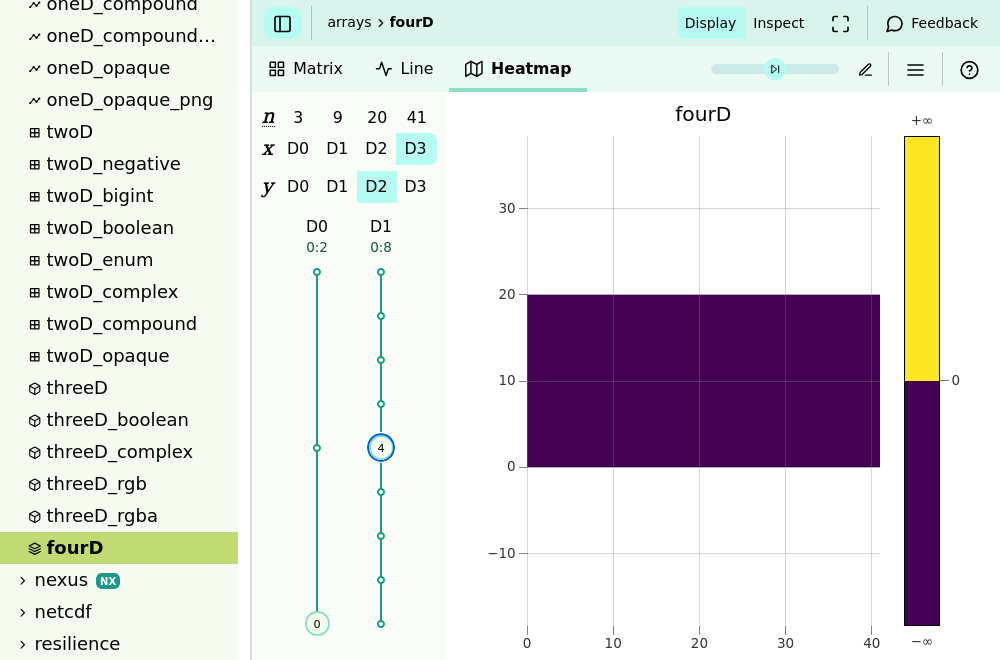 oneD_compound
oneD_compound…
oneD_opaque
oneD_opaque_png
twoD
twoD_negative
twoD_bigint
twoD_boolean
twoD_enum
twoD_complex
twoD_compound
twoD_opaque
threeD
threeD_boolean
threeD_complex
threeD_rgb
threeD_rgba
fourD
nexus NX
netcdf
resilience
arrays fourD
Display Inspect
Feedback
Matrix Line Heatmap
n 3 9 20 41
x D0 D1 D2 D3
y D0 D1 D2 D3
D0 D1
0:2 0:8
4
0
fourD
30
20
10
0
−10
0 10 20 30 40
+∞
0
−∞